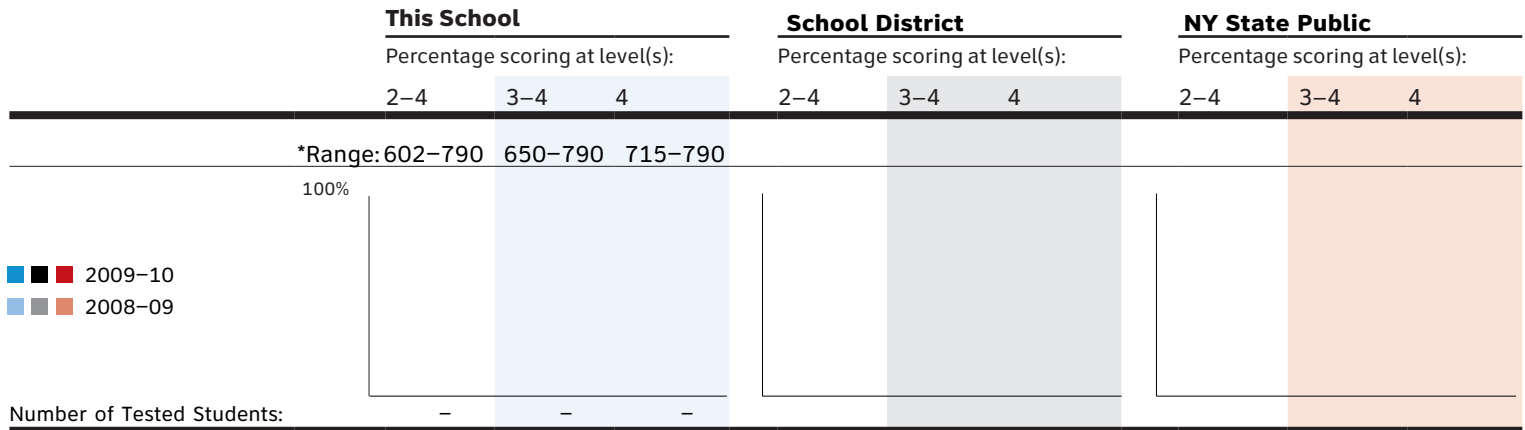 This School School District NY State Public
Percentage scoring at level(s): Percentage scoring at level(s): Percentage scoring at level(s):
2–4 3–4 4 2–4 3–4 4 2–4 3–4 4
*Range: 602–790 650–790 715–790
100%
2009–10
2008–09
Number of Tested Students: – – –